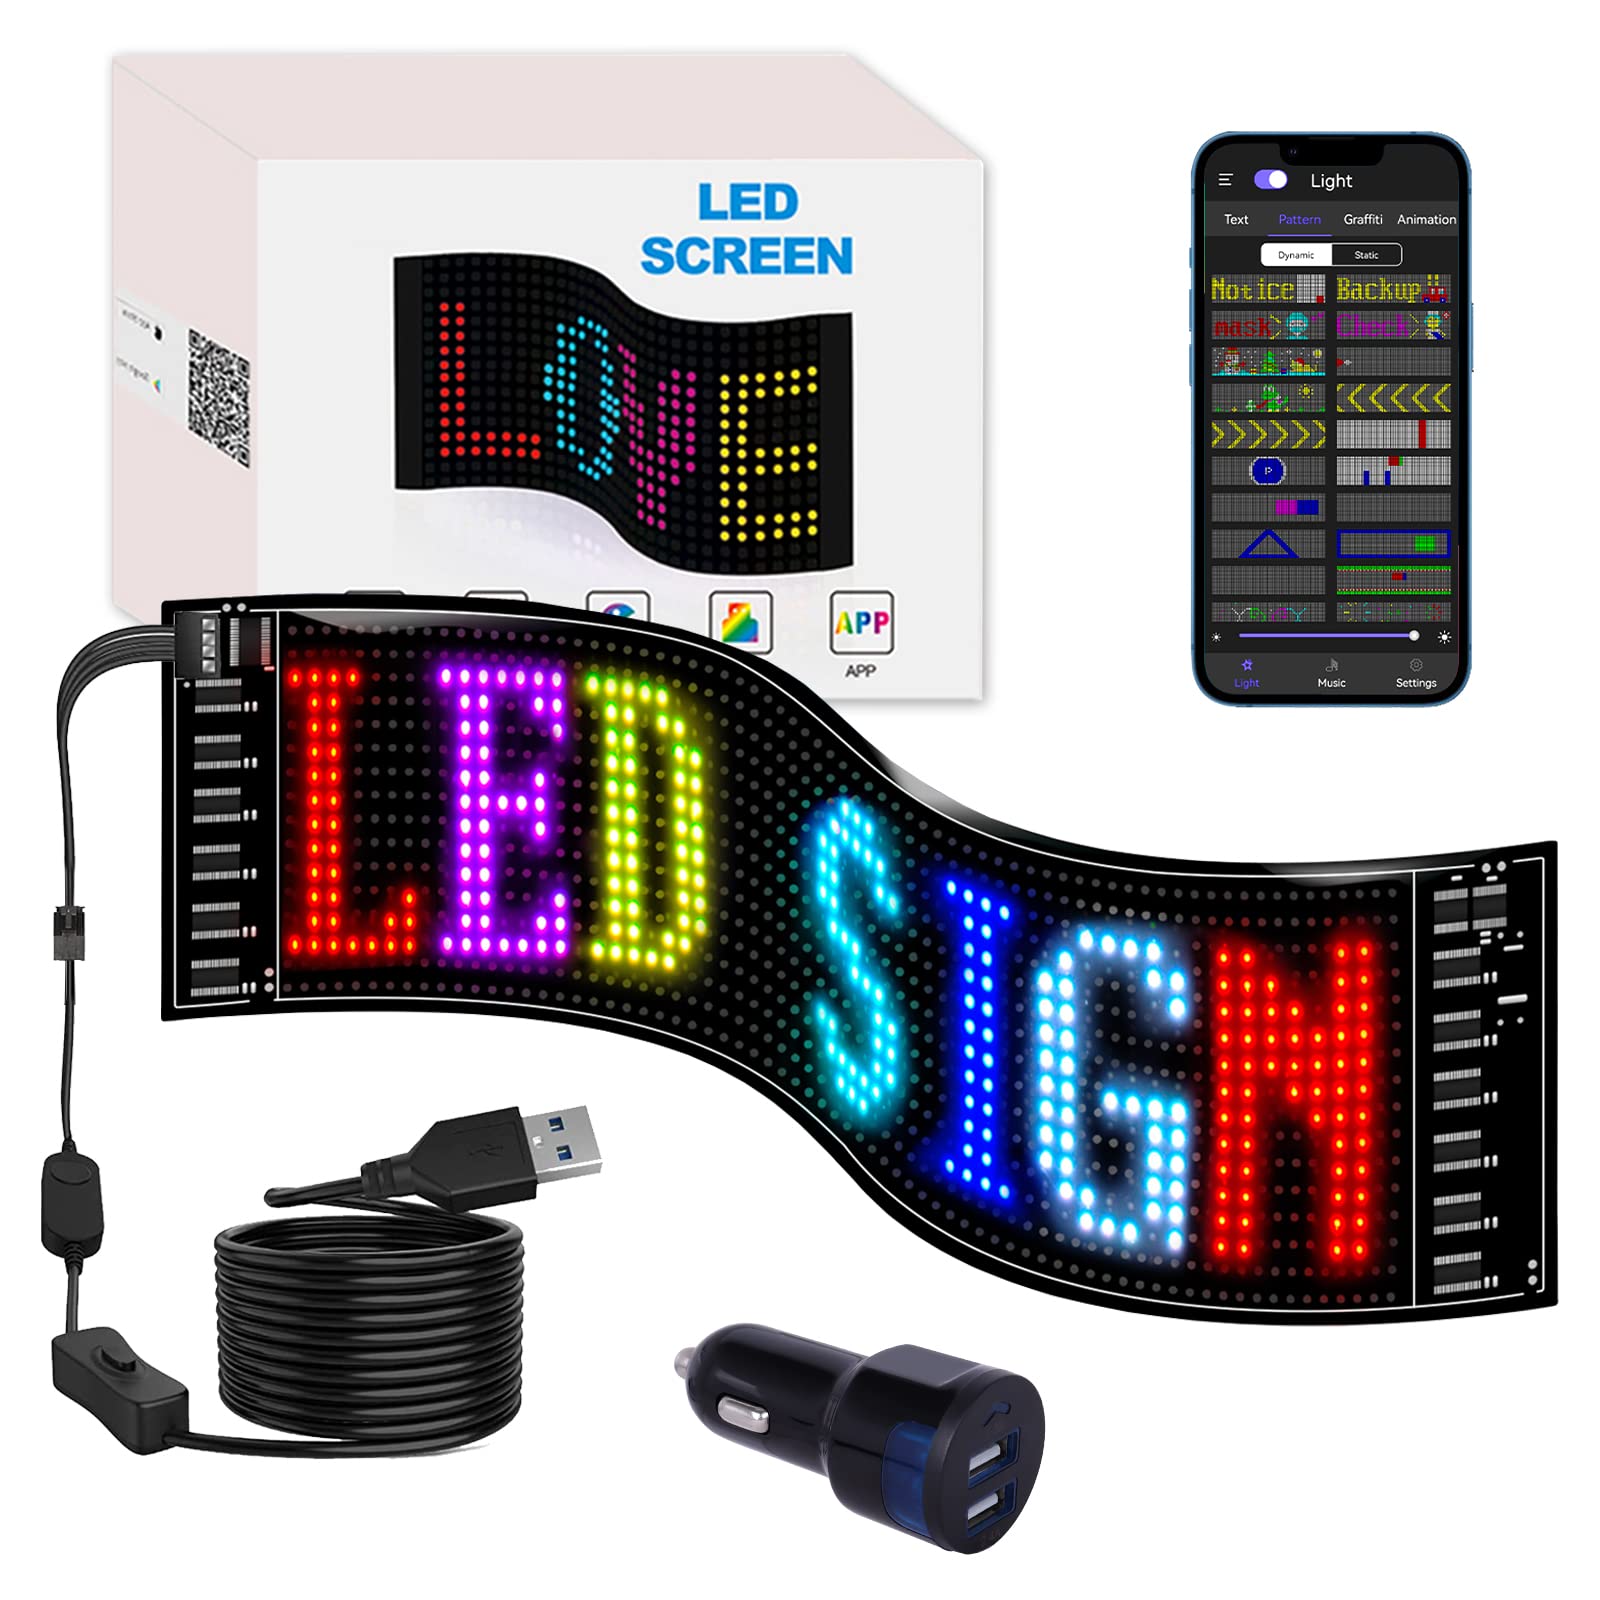 LED
SCREEN
LOVE
APP
APP
LED SIGN
Light
Text Pattern Graffiti Animation
Dynamic Static
Notice Backup
mask Check
P
Light Music Settings